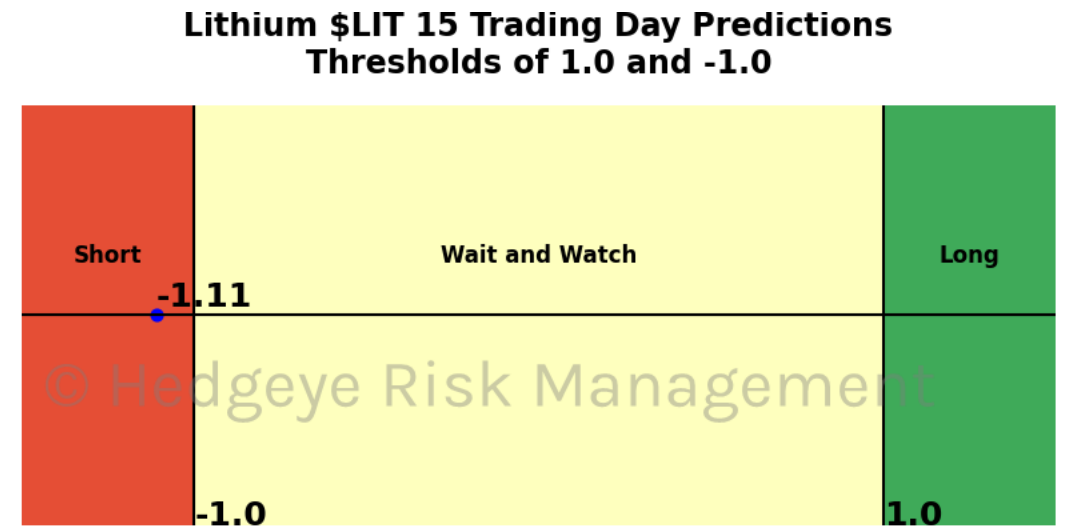 Lithium $LIT 15 Trading Day Predictions
Thresholds of 1.0 and -1.0
Short
Wait and Watch
Long
-1.11
© Hedgeye Risk Management
-1.0
1.0